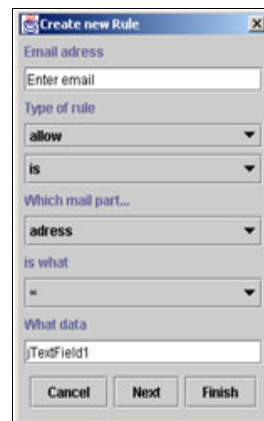 Create new Rule
Email adress
Enter email
Type of rule
allow
is
Which mail part...
adress
is what
=
What data
jTextField1
Cancel Next Finish